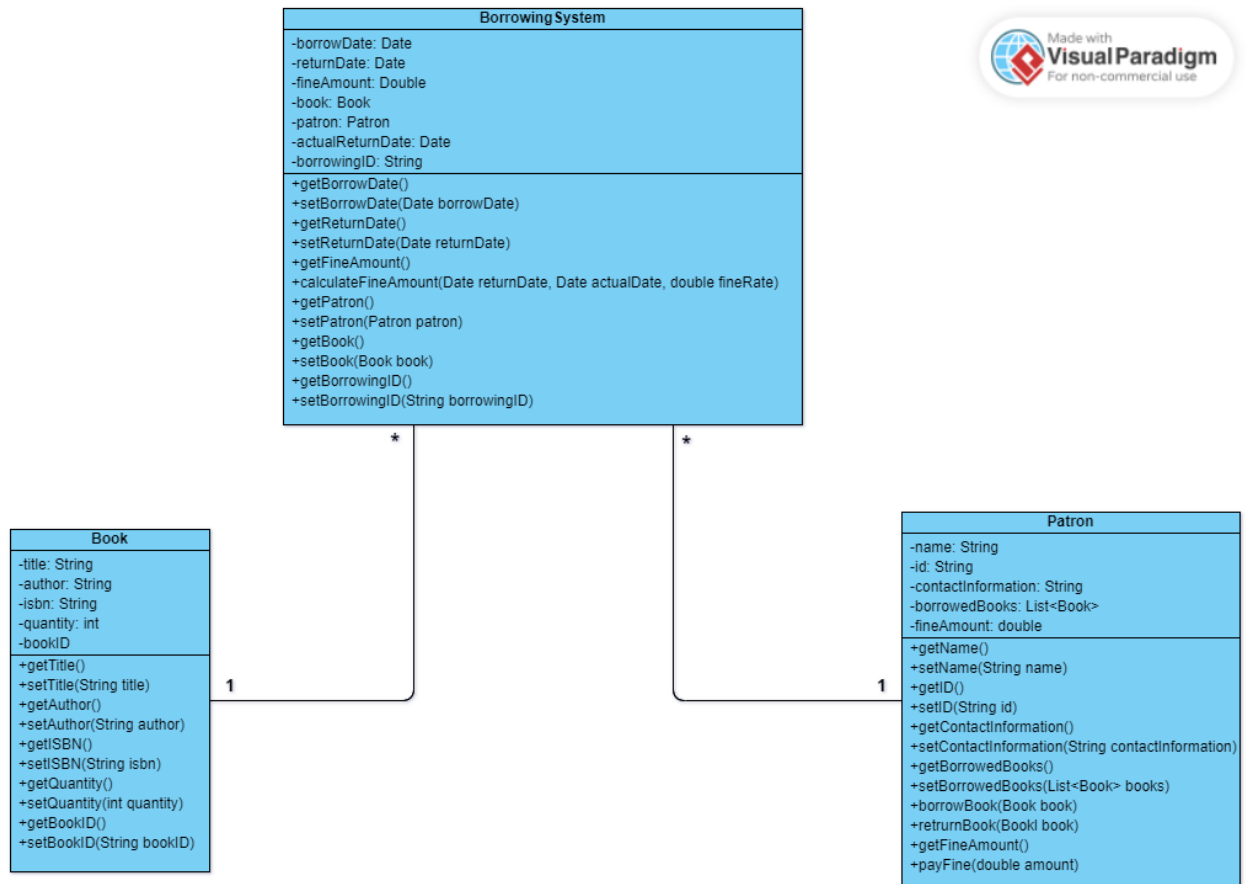 BorrowingSystem
-borrowDate: Date
-returnDate: Date
-fineAmount: Double
-book: Book
-patron: Patron
-actualReturnDate: Date
-borrowingID: String
+getBorrowDate()
+setBorrowDate(Date borrowDate)
+getReturnDate()
+setReturnDate(Date returnDate)
+getFineAmount()
+calculateFineAmount(Date returnDate, Date actualDate, double fineRate)
+getPatron()
+setPatron(Patron patron)
+getBook()
+setBook(Book book)
+getBorrowingID()
+setBorrowingID(String borrowingID)
Made with
Visual Paradigm
For non-commercial use
*
*
Book
-title: String
-author: String
-isbn: String
-quantity: int
-bookID
+getTitle()
+setTitle(String title)
+getAuthor()
+setAuthor(String author)
+getISBN()
+setISBN(String isbn)
+getQuantity()
+setQuantity(int quantity)
+getBookID()
+setBookID(String bookID)
1
1
Patron
-name: String
-id: String
-contactInformation: String
-borrowedBooks: List<Book>
-fineAmount: double
+getName()
+setName(String name)
+getID()
+setID(String id)
+getContactInformation()
+setContactInformation(String contactInformation)
+getBorrowedBooks()
+setBorrowedBooks(List<Book> books)
+borrowBook(Book book)
+retrurnBook(Bookl book)
+getFineAmount()
+payFine(double amount)